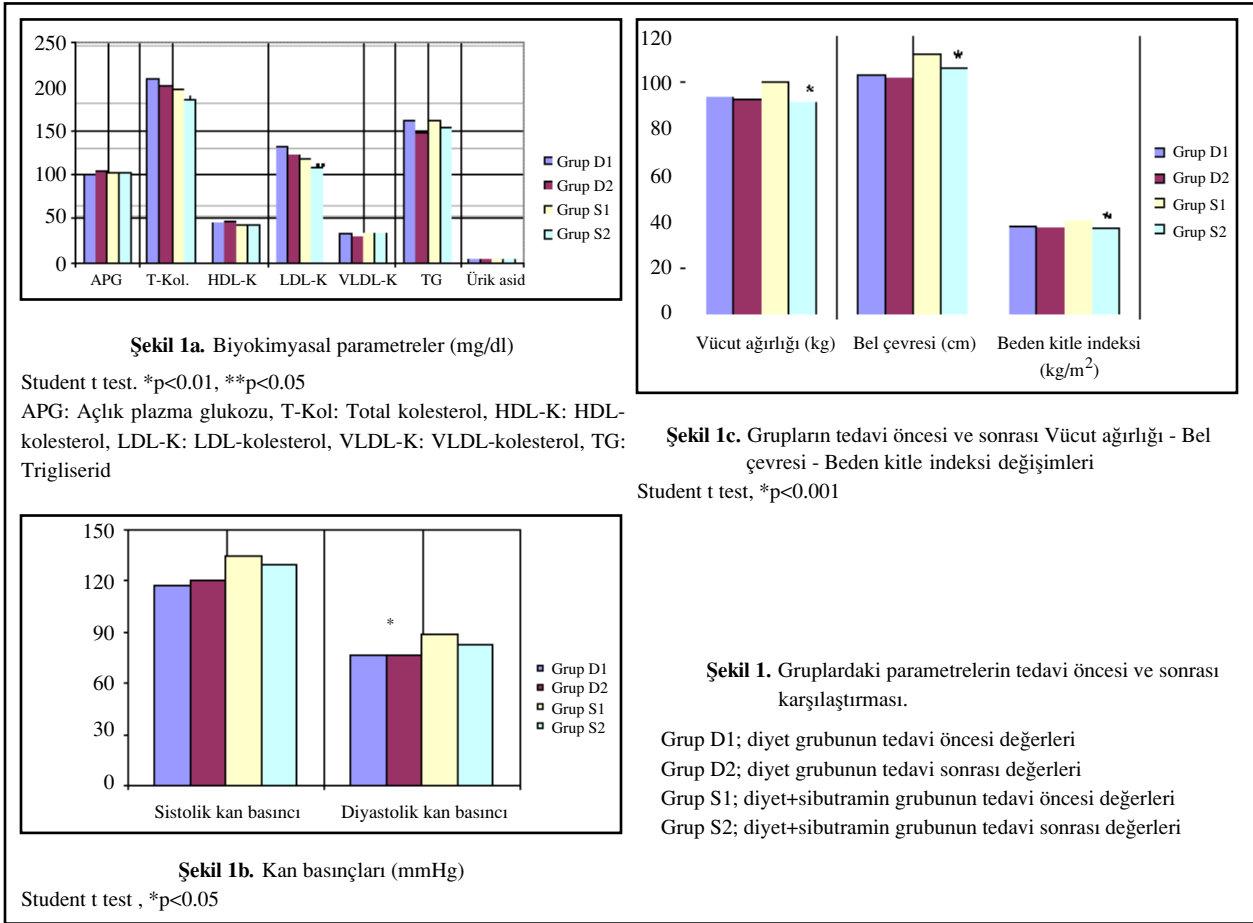 250
200
150
100
50
0
APG T-Kol. HDL-K LDL-K VLDL-K TG Ürik asid
Grup D1
Grup D2
Grup S1
Grup S2
Şekil 1a. Biyokimyasal parametreler (mg/dl)
Student t test. *p<0.01, **p<0.05
APG: Açlık plazma glukozu, T-Kol: Total kolesterol, HDL-K: HDL-
kolesterol, LDL-K: LDL-kolesterol, VLDL-K: VLDL-kolesterol, TG:
Trigliserid
150
120
90
60
30
0
*
Sistolik kan basıncı Diyastolik kan basıncı
Grup D1
Grup D2
Grup S1
Grup S2
Şekil 1b. Kan basınçları (mmHg)
Student t test , *p<0.05
120
100
80
60
40
20
0
* * *
Vücut ağırlığı (kg) Bel çevresi (cm) Beden kitle indeksi
(kg/m²)
Grup D1
Grup D2
Grup S1
Grup S2
Şekil 1c. Grupların tedavi öncesi ve sonrası Vücut ağırlığı - Bel
çevresi - Beden kitle indeksi değişimleri
Student t test, *p<0.001
Şekil 1. Gruplardaki parametrelerin tedavi öncesi ve sonrası
karşılaştırması.
Grup D1; diyet grubunun tedavi öncesi değerleri
Grup D2; diyet grubunun tedavi sonrası değerleri
Grup S1; diyet+sibutramin grubunun tedavi öncesi değerleri
Grup S2; diyet+sibutramin grubunun tedavi sonrası değerleri